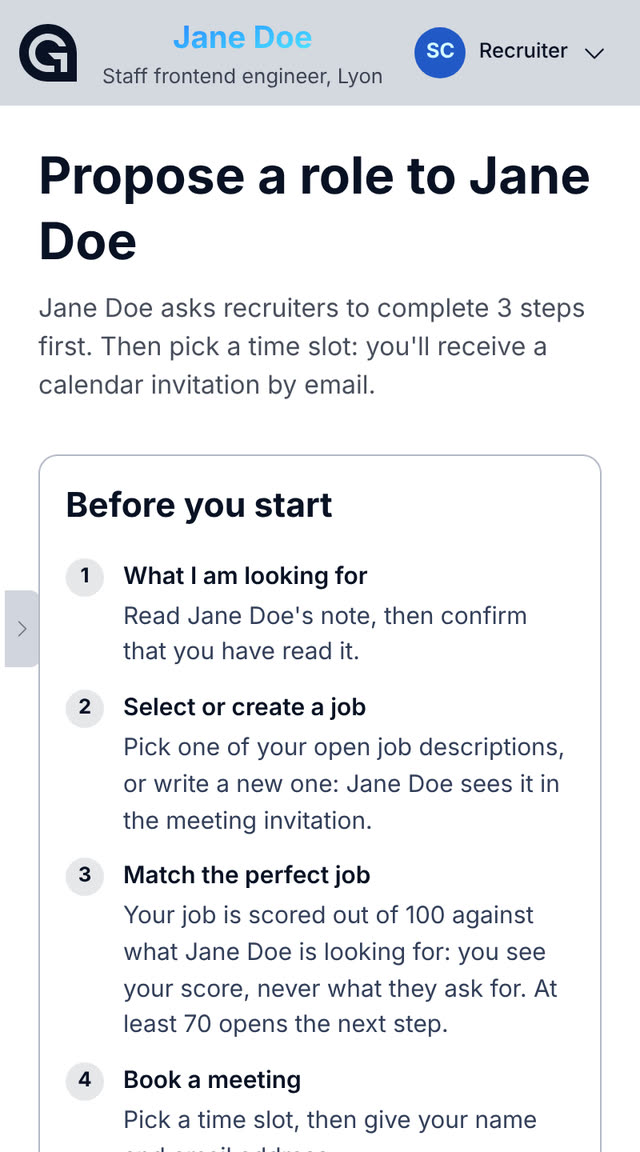 Jane Doe
Staff frontend engineer, Lyon
SC
Recruiter
Propose a role to Jane
Doe
Jane Doe asks recruiters to complete 3 steps
first. Then pick a time slot: you'll receive a
calendar invitation by email.
Before you start
1
What I am looking for
Read Jane Doe's note, then confirm
that you have read it.
2
Select or create a job
Pick one of your open job descriptions,
or write a new one: Jane Doe sees it in
the meeting invitation.
3
Match the perfect job
Your job is scored out of 100 against
what Jane Doe is looking for: you see
your score, never what they ask for. At
least 70 opens the next step.
4
Book a meeting
Pick a time slot, then give your name